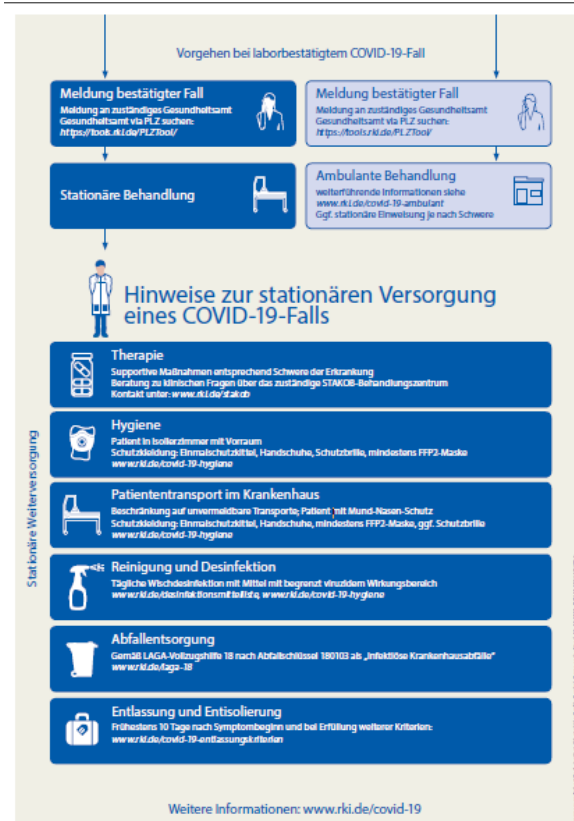 Vorgehen bei laborbestätigtem COVID-19-Fall
Meldung bestätigter Fall
Meldung an zuständiges Gesundheitsamt
Gesundheitsamt via PLZ suchen:
https://tools.rki.de/PLZTool/
Meldung bestätigter Fall
Meldung an zuständiges Gesundheitsamt
Gesundheitsamt via PLZ suchen:
https://tools.rki.de/PLZTool/
Stationäre Behandlung
Ambulante Behandlung
weiterführende Informationen siehe
www.rki.de/covid-19-ambulant
Ggf. stationäre Einweisung je nach Schwere
Hinweise zur stationären Versorgung
eines COVID-19-Falls
Stationäre Weiterversorgung
Therapie
Supportive Maßnahmen entsprechend Schwere der Erkrankung
Beratung zu klinischen Fragen über das zuständige STAKOB-Behandlungszentrum
Kontakt unter: www.rki.de/stakob
Hygiene
Patient in Isolierzimmer mit Vorraum
Schutzkleidung: Einmalschutzkittel, Handschuhe, Schutzbrille, mindestens FFP2-Maske
www.rki.de/covid-19-hygiene
Patiententransport im Krankenhaus
Beschränkung auf unvermeidbare Transporte; Patient mit Mund-Nasen-Schutz
Schutzkleidung: Einmalschutzkittel, Handschuhe, mindestens FFP2-Maske, ggf. Schutzbrille
www.rki.de/covid-19-hygiene
Reinigung und Desinfektion
Tägliche Wischdesinfektion mit Mittel mit begrenzt viruzidem Wirkungsbereich
www.rki.de/desinfektionsmittelliste, www.rki.de/covid-19-hygiene
Abfallentsorgung
Gemäß LAGA-Vollzugshilfe 18 nach Abfallschlüssel 180103 als „infektiöse Krankenhausabfälle"
www.rki.de/laga-18
Entlassung und Entisolierung
Frühestens 10 Tage nach Symptombeginn und bei Erfüllung weiterer Kriterien:
www.rki.de/covid-19-entlassungskriterien
Weitere Informationen: www.rki.de/covid-19